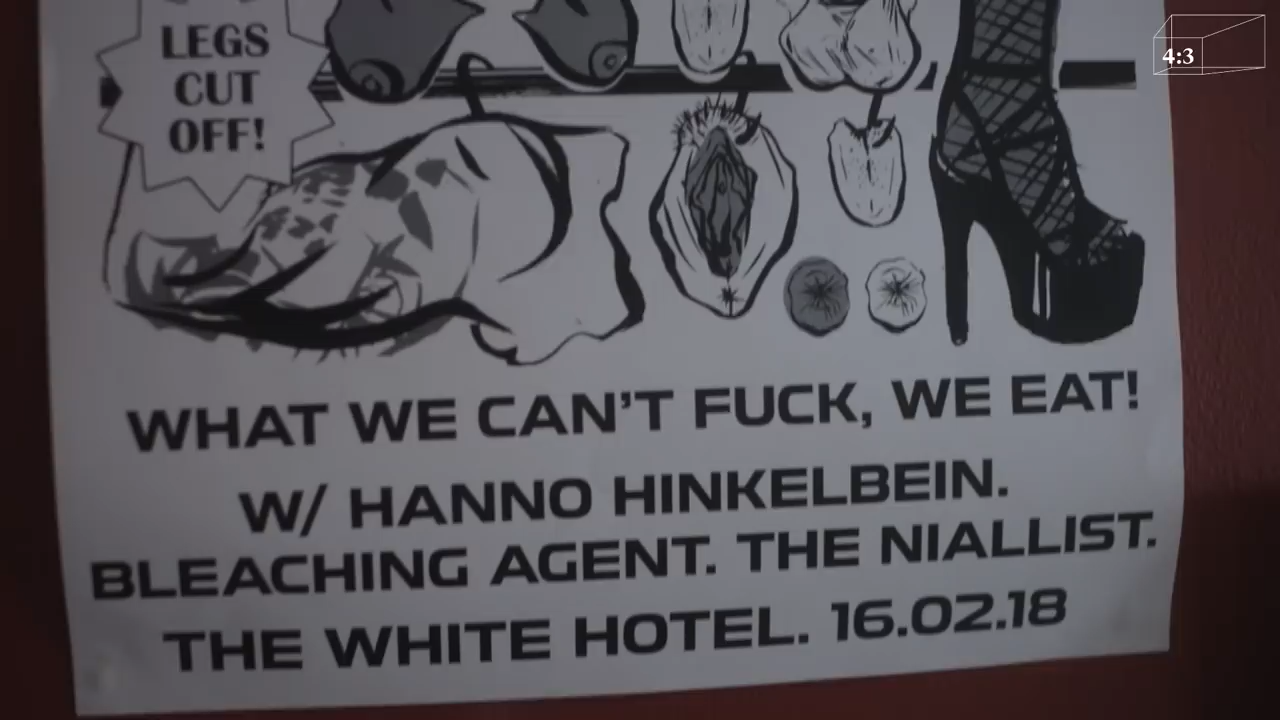 LEGS
CUT
OFF!
4:3
WHAT WE CAN'T FUCK, WE EAT!
W/ HANNO HINKELBEIN.
BLEACHING AGENT. THE NIALLIST.
THE WHITE HOTEL. 16.02.18